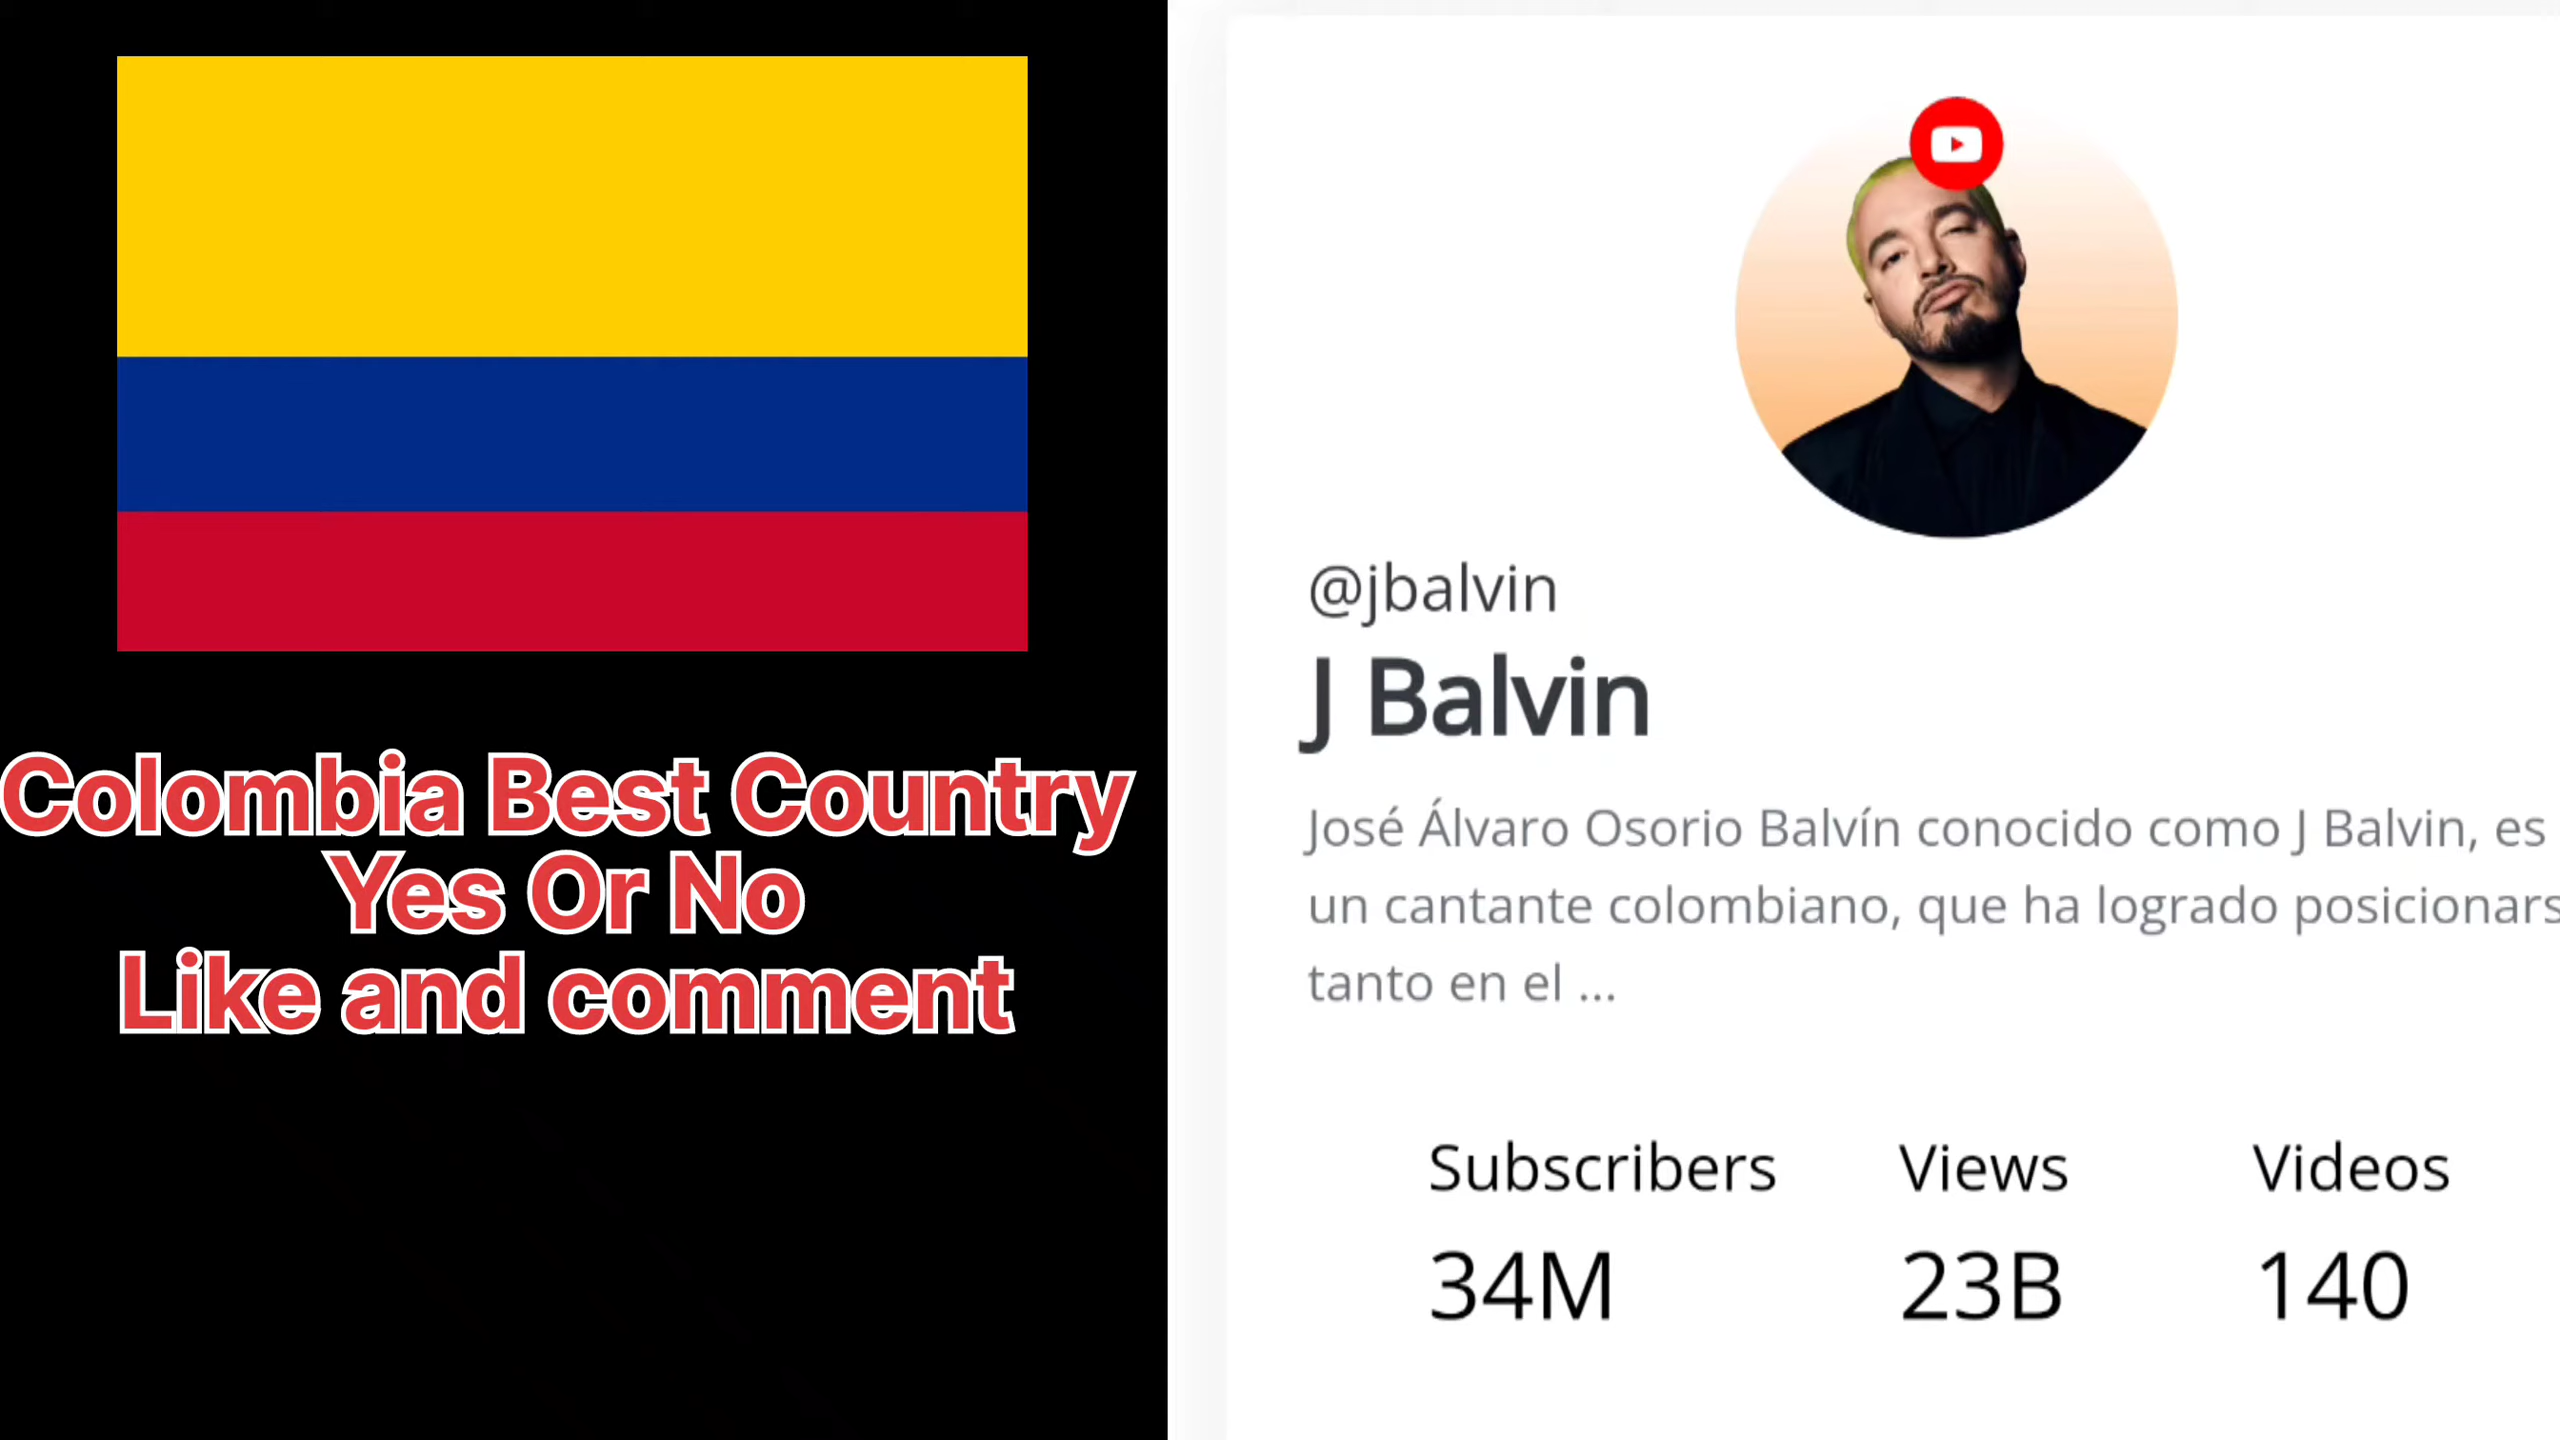 Colombia Best Country
Yes Or No
Like and comment
@jbalvin
J Balvin
José Álvaro Osorio Balvín conocido como J Balvin, es
un cantante colombiano, que ha logrado posicionars
tanto en el ...
Subscribers Views Videos
34M 23B 140